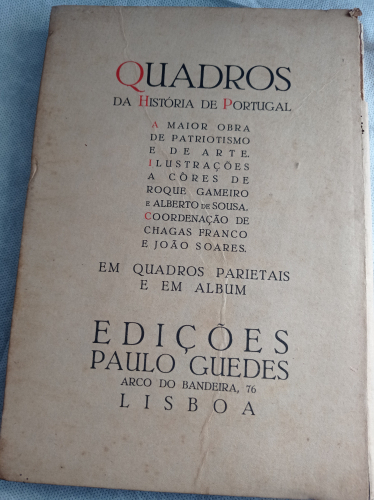 QUADROS
DA HISTÓRIA DE PORTUGAL
A MAIOR OBRA
DE PATRIOTISMO
E DE ARTE.
ILUSTRAÇÕES
A CÔRES DE
ROQUE GAMEIRO
E ALBERTO DE SOUSA.
COORDENAÇÃO DE
CHAGAS FRANCO
E JOÃO SOARES.
EM QUADROS PARIETAIS
E EM ALBUM
EDIÇÕES
PAULO GUEDES
ARCO DO BANDEIRA, 76
LISBOA